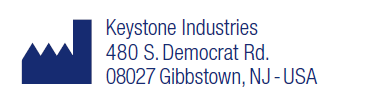 Keystone Industries
480 S. Democrat Rd.
08027 Gibbstown, NJ - USA